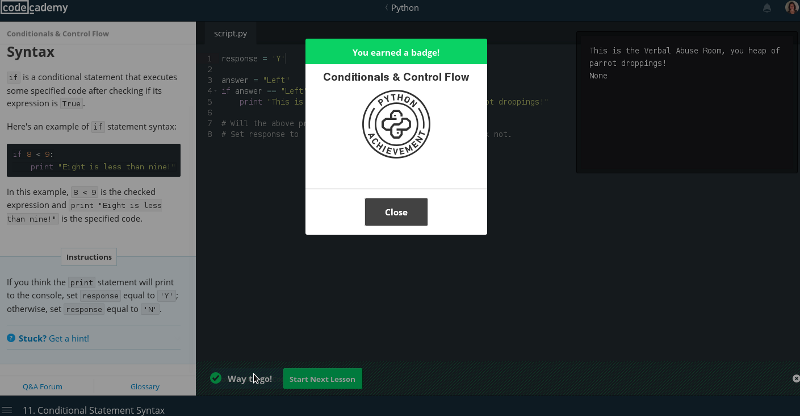 codecademy
Python
Conditionals & Control Flow
Syntax
if is a conditional statement that executes
some specified code after checking if its
expression is True.
Here's an example of if statement syntax:
if 8 < 9:
print "Eight is less than nine!"
In this example, 8 < 9 is the checked
expression and print "Eight is less
than nine!" is the specified code.
Instructions
If you think the print statement will print
to the console, set response equal to 'Y';
otherwise, set response equal to 'N'.
? Stuck? Get a hint!
Q&A Forum
Glossary
script.py
1 response = 'Y'
2
3 answer = "Left"
4 if answer == "Left"
5 print "This is
ot droppings!"
6
7 # Will the above pr
8 # Set response to
not.
You earned a badge!
Conditionals & Control Flow
PYTHON
ACHIEVEMENT
Close
This is the Verbal Abuse Room, you heap of
parrot droppings!
None
Way to go!
Start Next Lesson
11. Conditional Statement Syntax